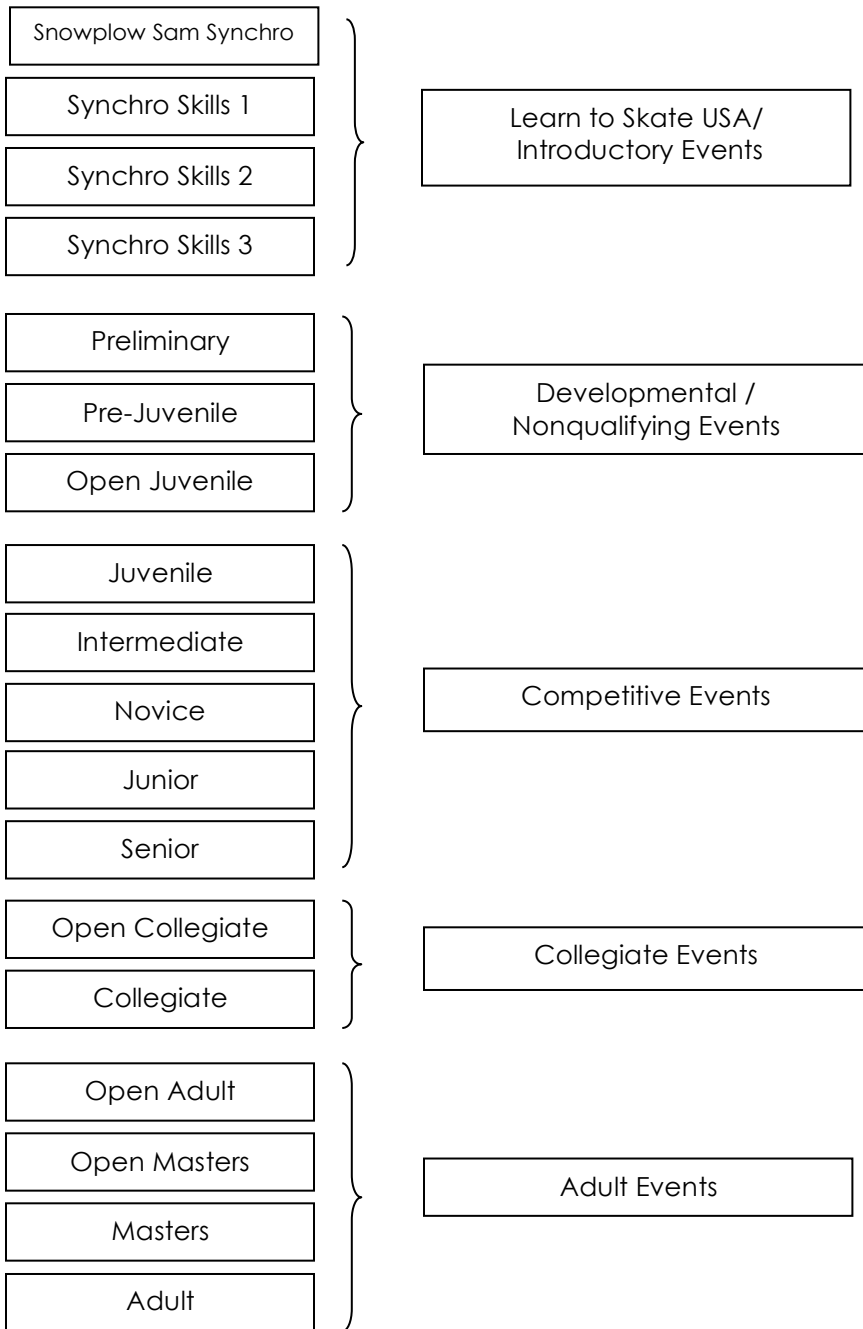 Snowplow Sam Synchro
Synchro Skills 1
Synchro Skills 2
Synchro Skills 3
Learn to Skate USA/
Introductory Events
Preliminary
Pre-Juvenile
Open Juvenile
Developmental /
Nonqualifying Events
Juvenile
Intermediate
Novice
Junior
Senior
Competitive Events
Open Collegiate
Collegiate
Collegiate Events
Open Adult
Open Masters
Masters
Adult
Adult Events